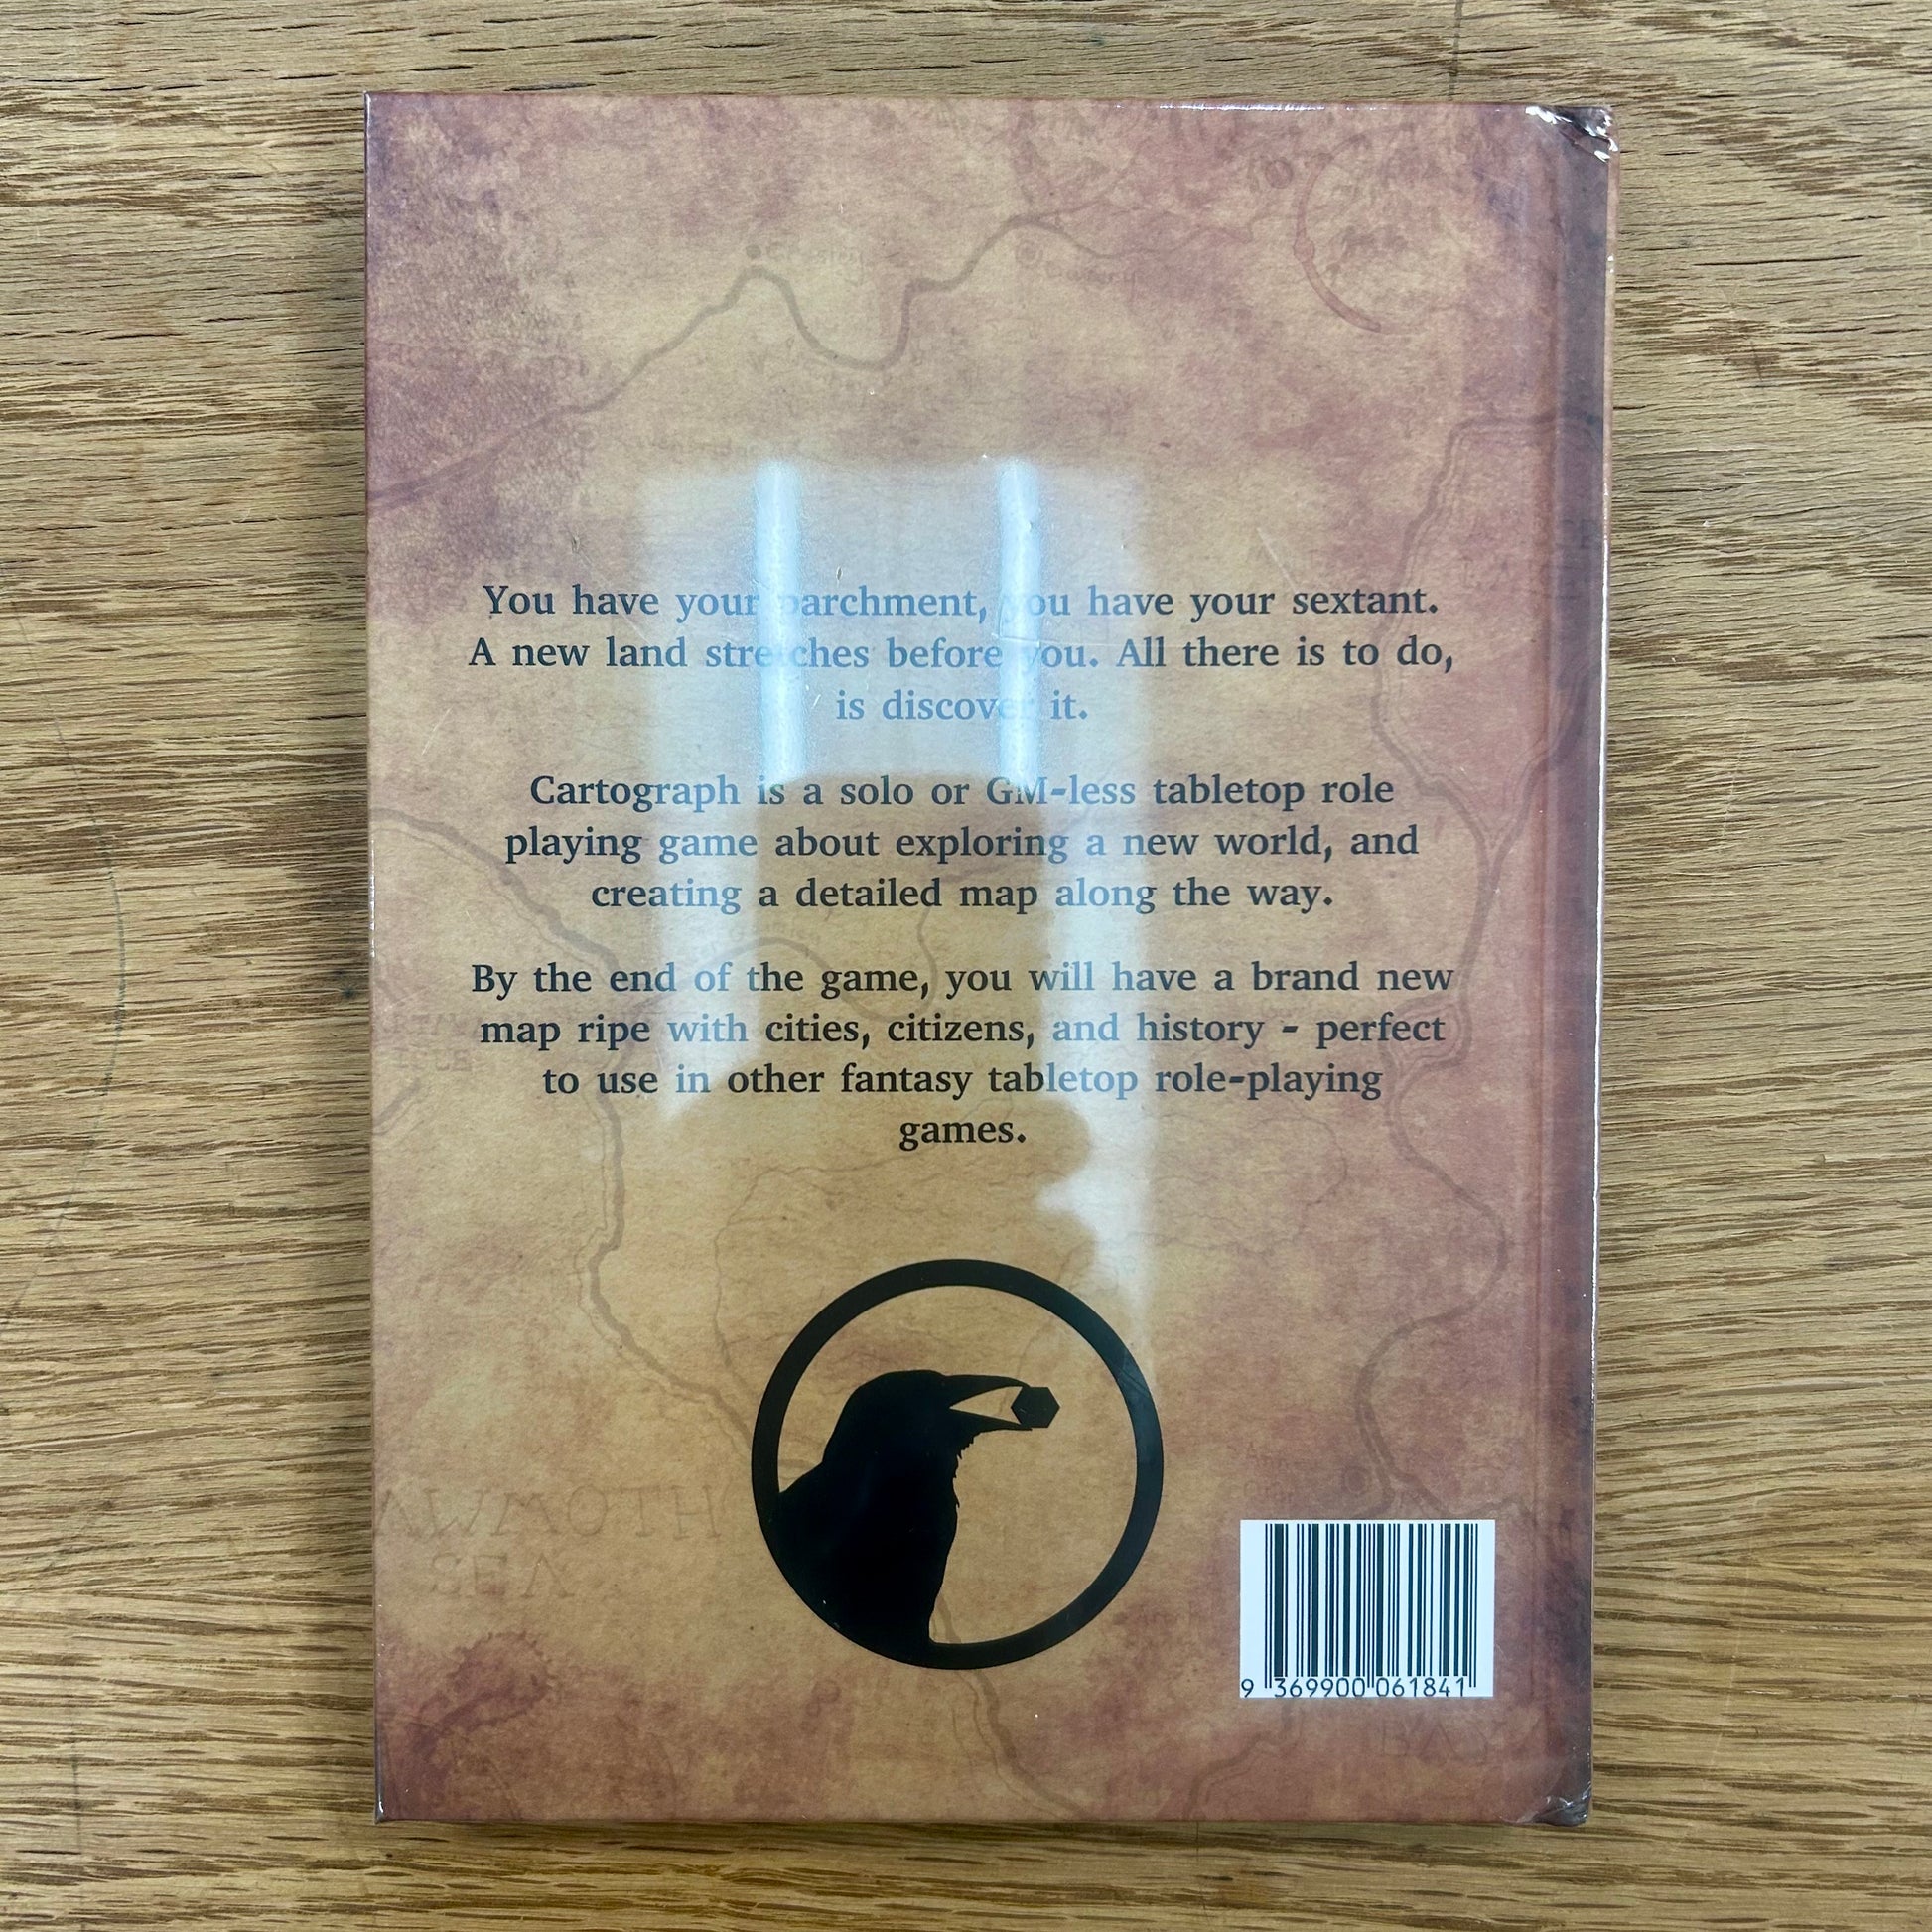 You have your parchment, you have your sextant.
A new land stretches before you. All there is to do,
is discover it.
Cartograph is a solo or GM-less tabletop role
playing game about exploring a new world, and
creating a detailed map along the way.
By the end of the game, you will have a brand new
map ripe with cities, citizens, and history - perfect
to use in other fantasy tabletop role-playing
games.
MAMMOTH
SEA
9 369900 061841
BAY